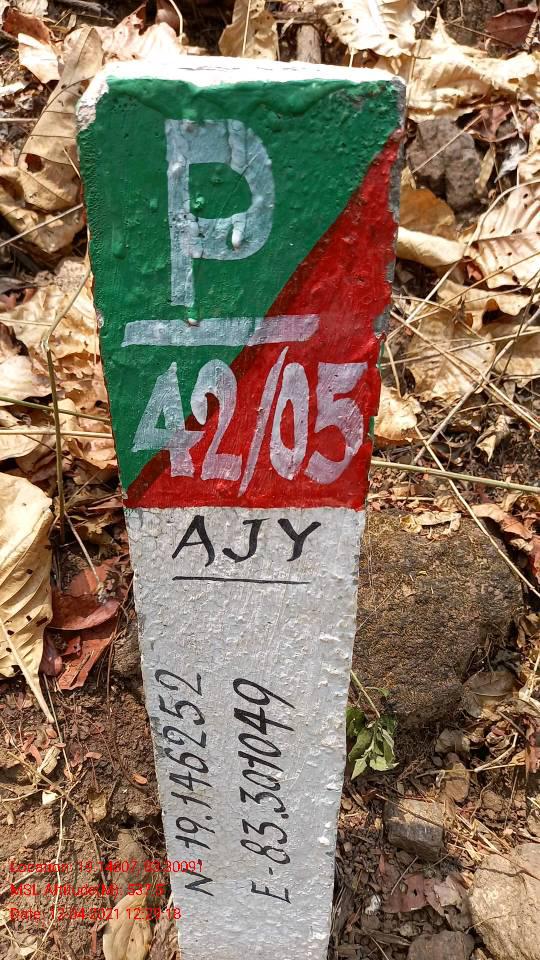 P
42/05
AJY
N 19.146252
E-83.301049
Location: 19.14607, 83.30091
MSL Altitude(M): 537.5
Date: 12-04-2021 12:29:18